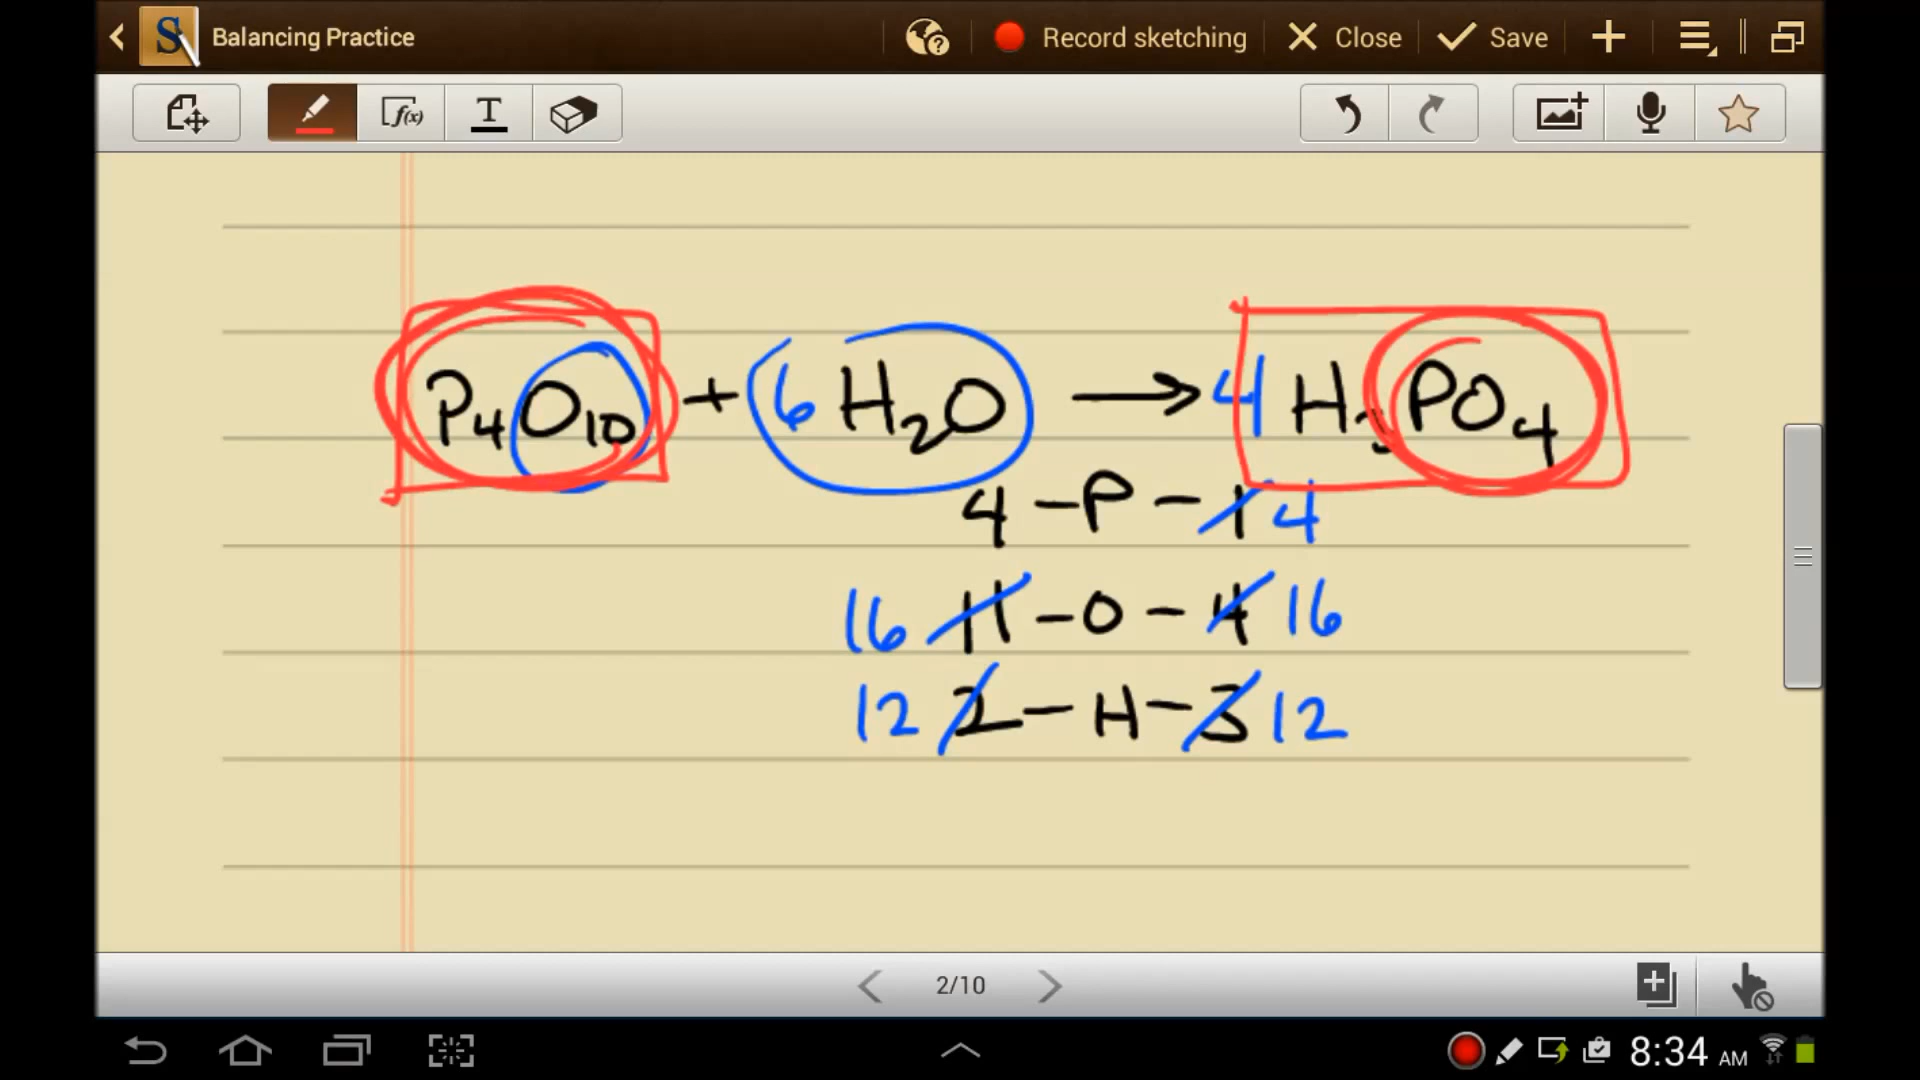 S Balancing Practice Record sketching Close Save
f(x) T
P₄O₁₀ + 6 H₂O → 4 H₃PO₄
4 - P - 1 4
16 11 - O - 4 16
12 2 - H - 3 12
2/10
8:34 AM